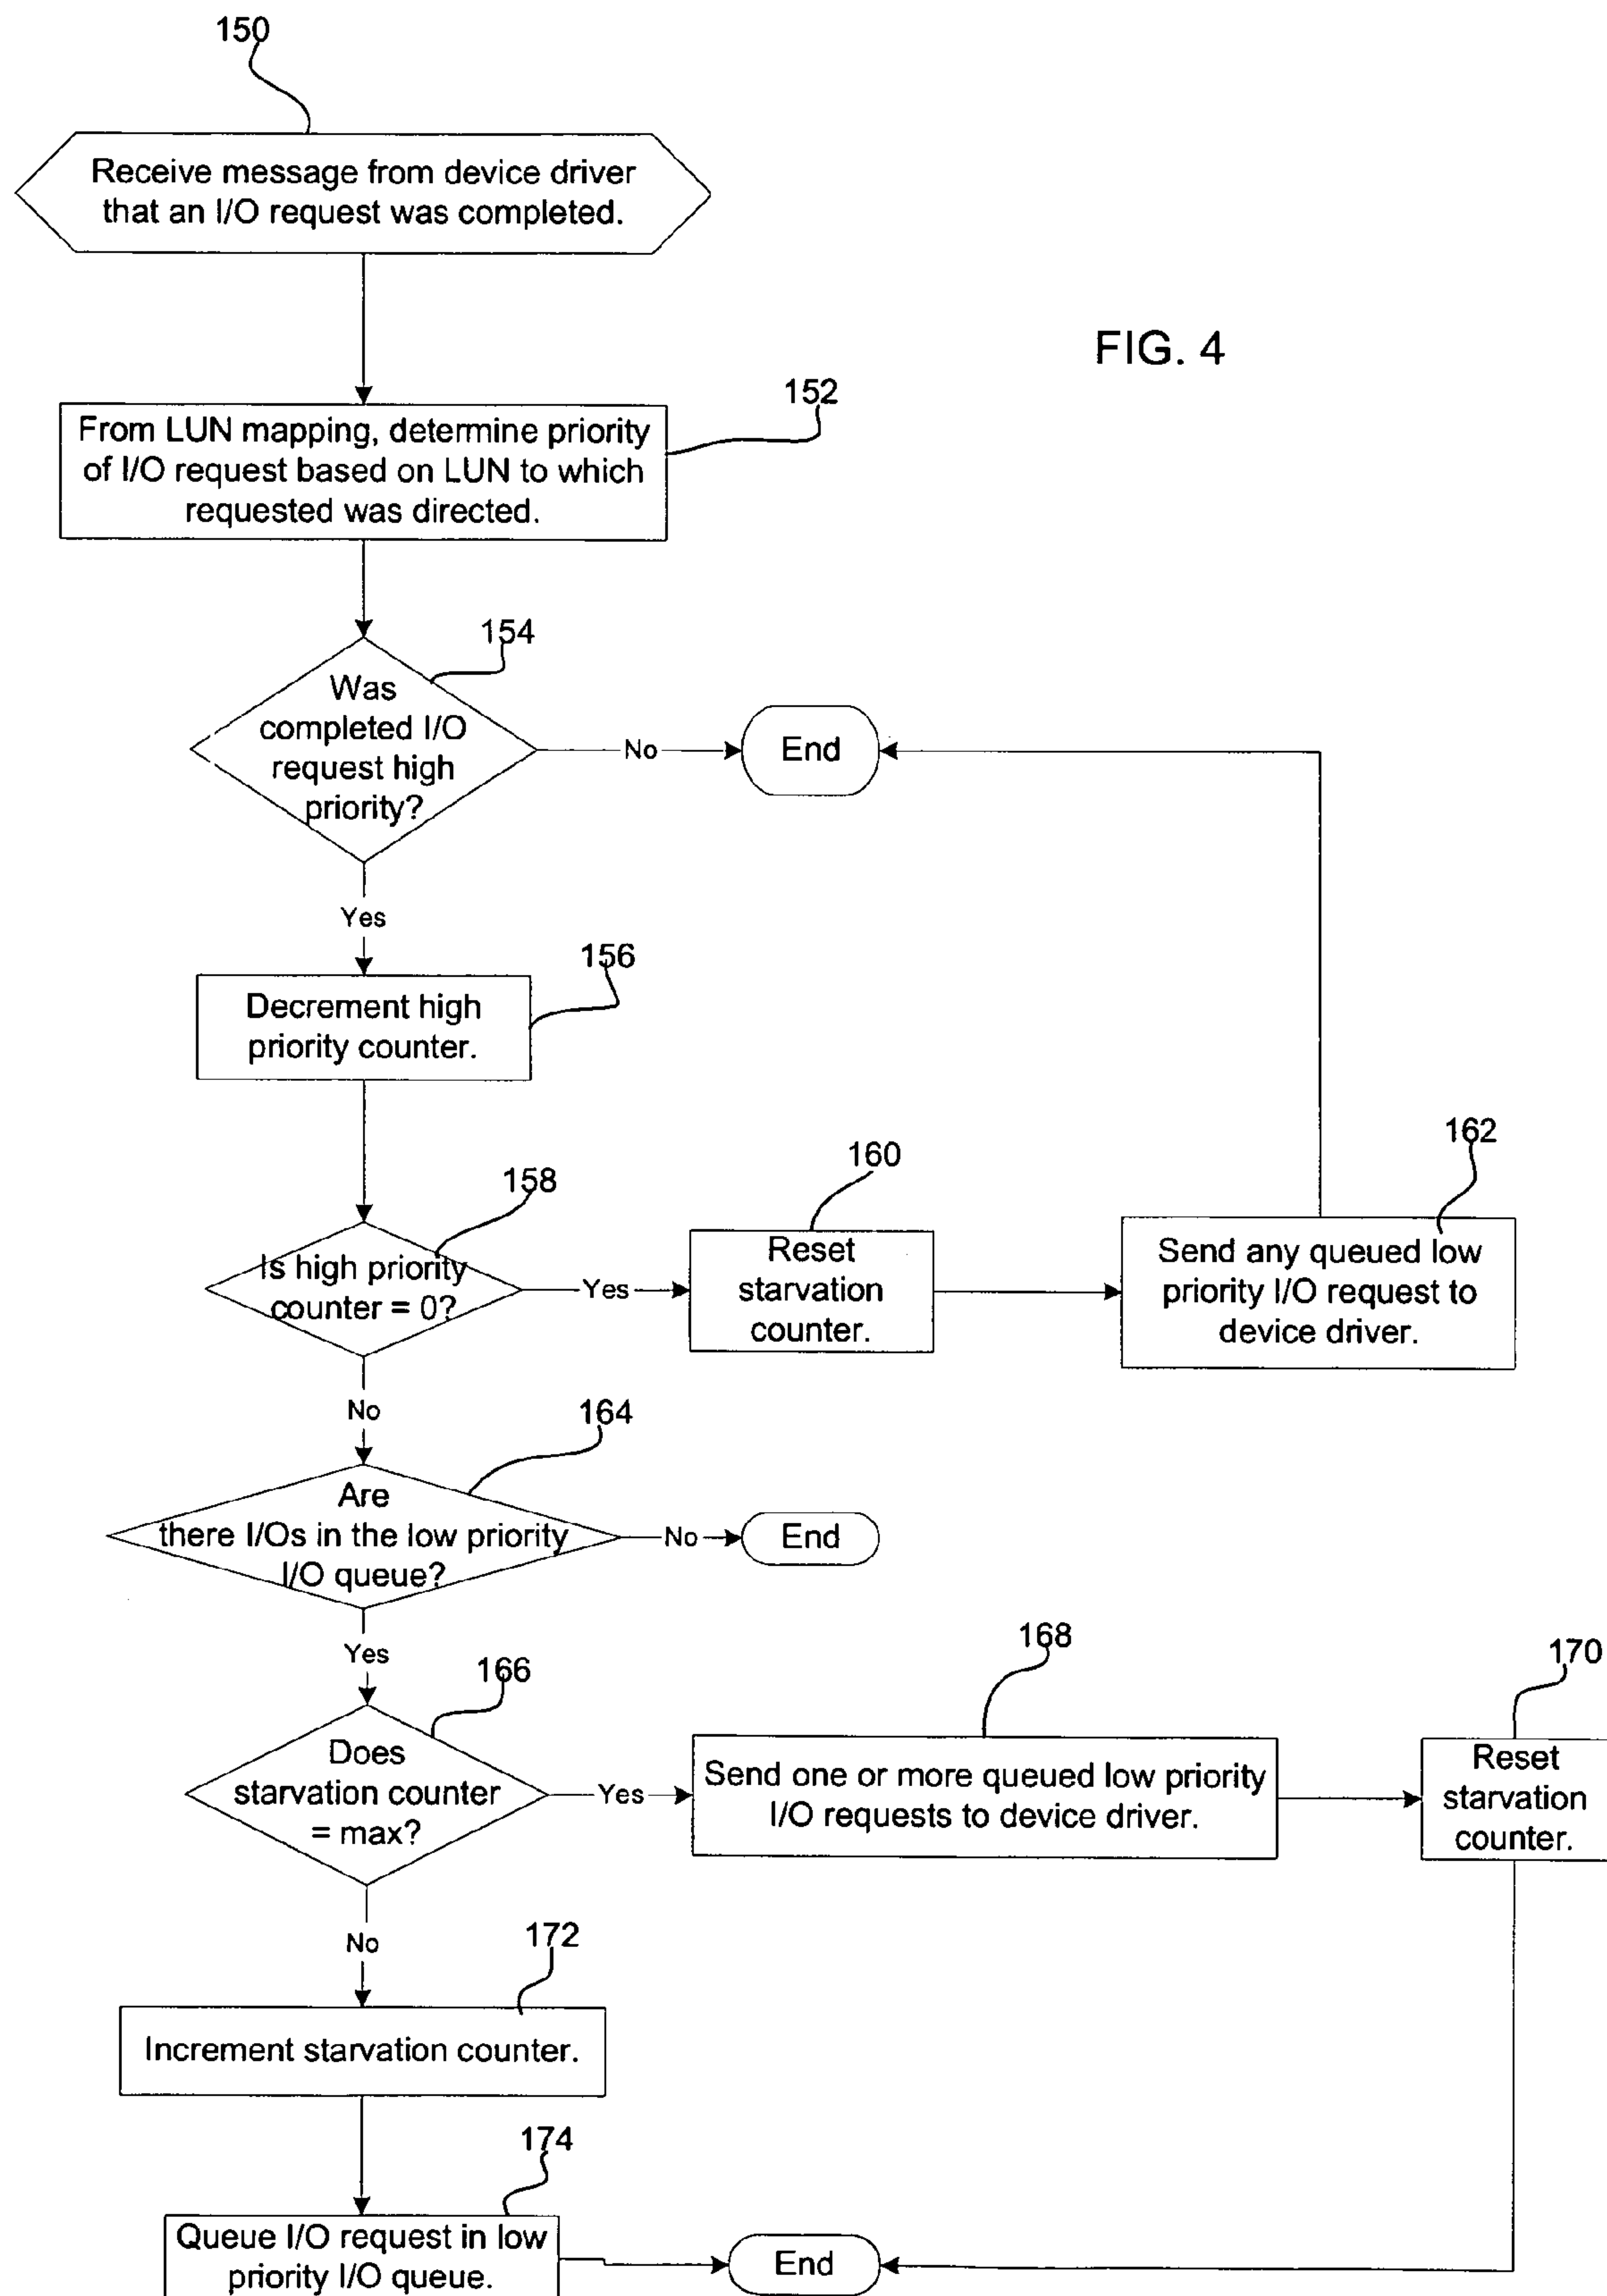 150
Receive message from device driver
that an I/O request was completed.
FIG. 4
152
From LUN mapping, determine priority
of I/O request based on LUN to which
requested was directed.
154
Was
completed I/O
request high
priority?
No
End
Yes
156
Decrement high
priority counter.
158
Is high priority
counter = 0?
Yes
160
Reset
starvation
counter.
162
Send any queued low
priority I/O request to
device driver.
No
164
Are
there I/Os in the low priority
I/O queue?
No
End
Yes
166
Does
starvation counter
= max?
Yes
168
Send one or more queued low priority
I/O requests to device driver.
170
Reset
starvation
counter.
No
172
Increment starvation counter.
174
Queue I/O request in low
priority I/O queue.
End